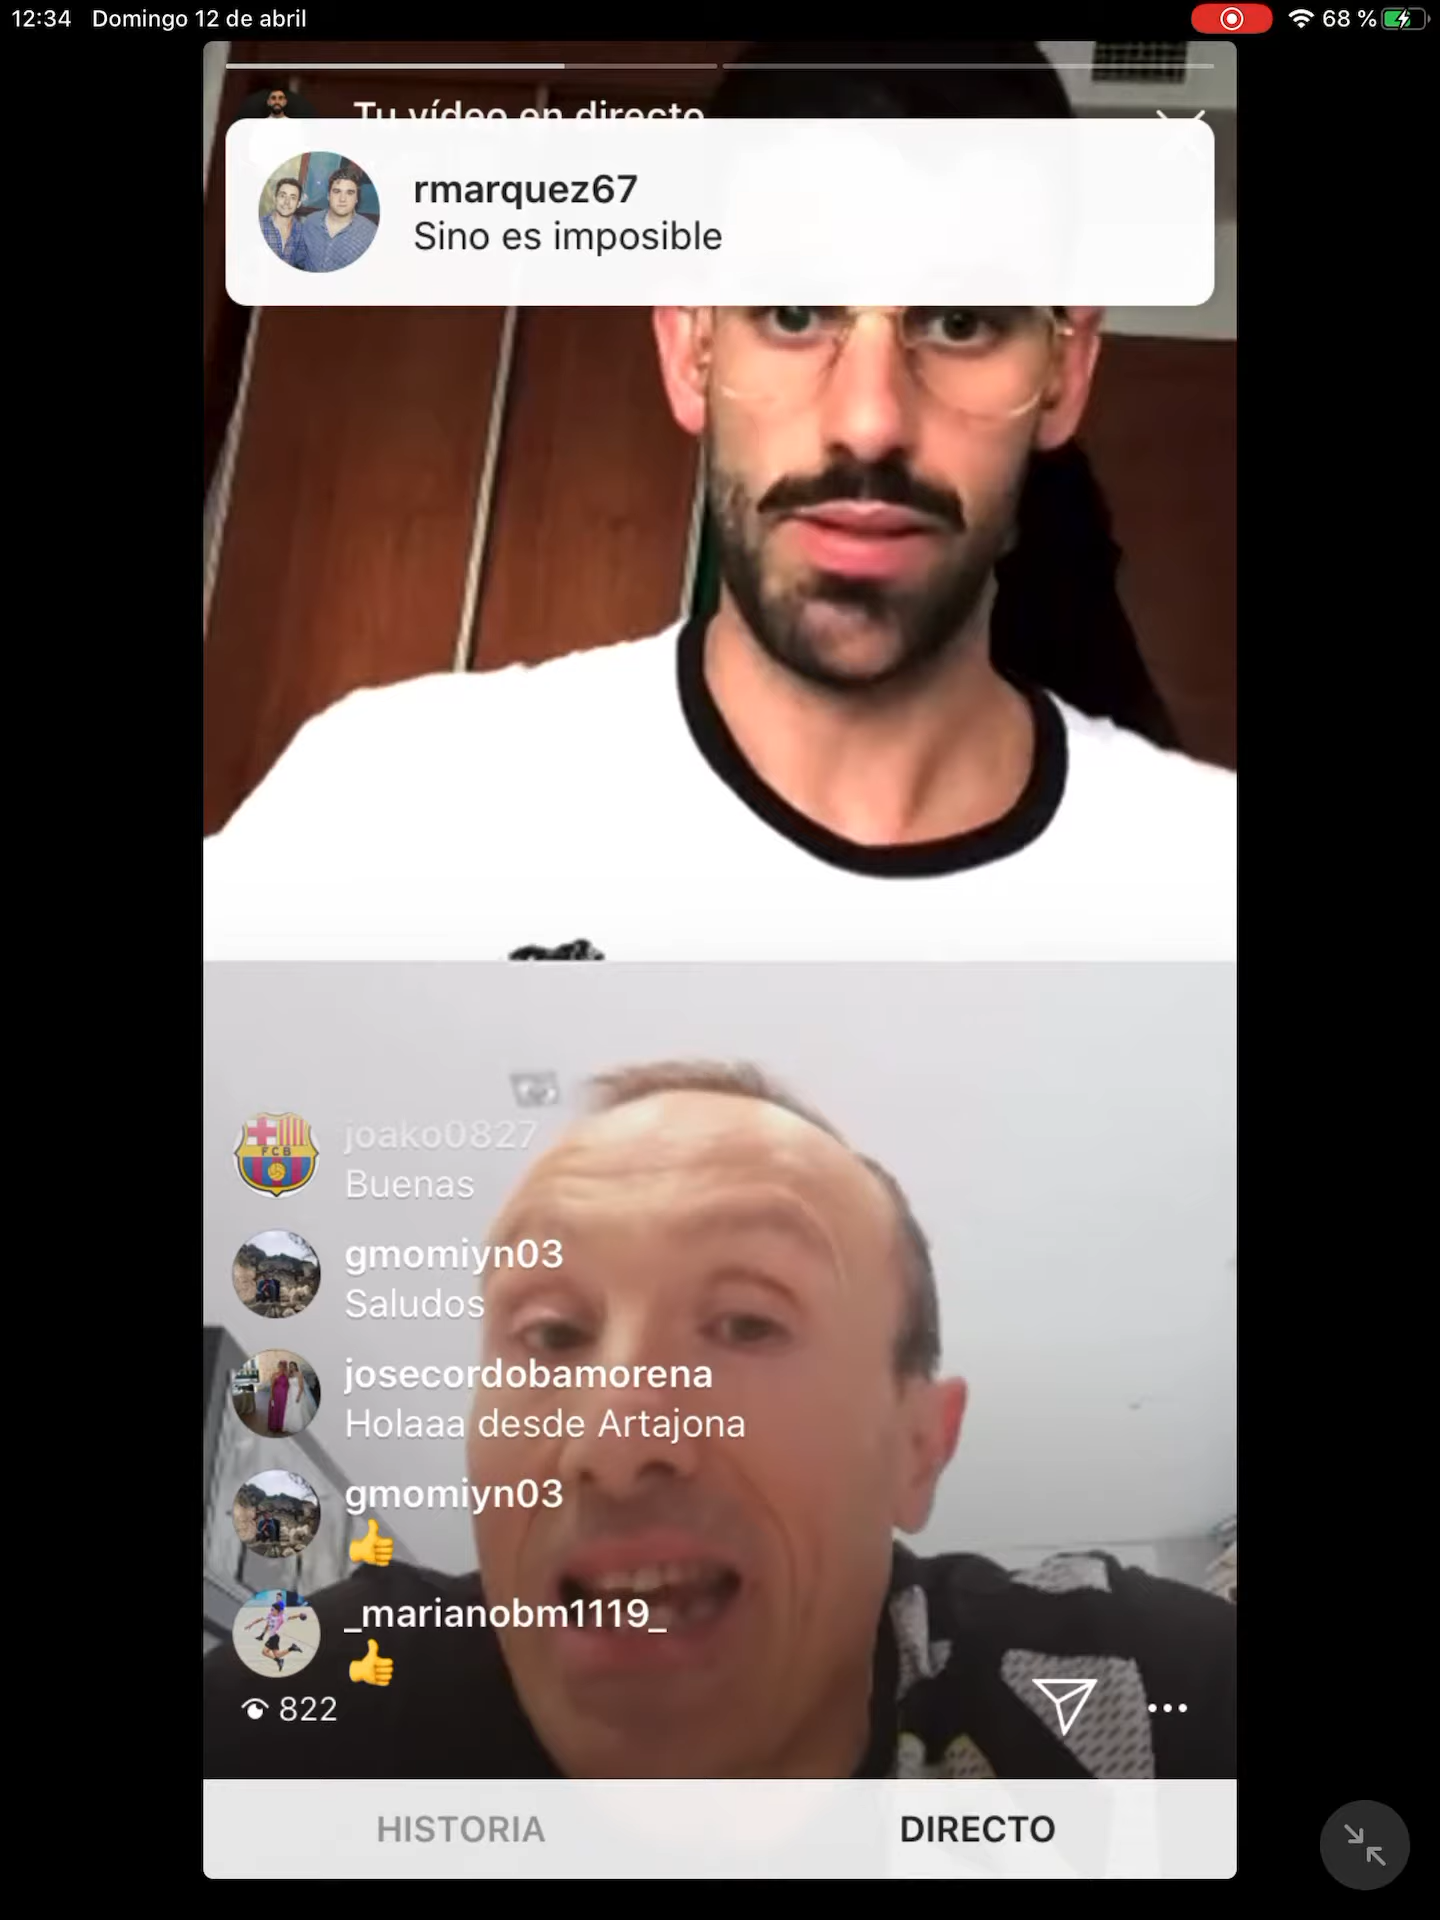 12:34 Domingo 12 de abril
68 %
Tu vídeo en directo
rmarquez67
Sino es imposible
joako0827
Buenas
FCB
gmomiyn03
Saludos
josecordobamorena
Holaaa desde Artajona
gmomiyn03
👍
_marianobm1119_
👍
822
HISTORIA
DIRECTO